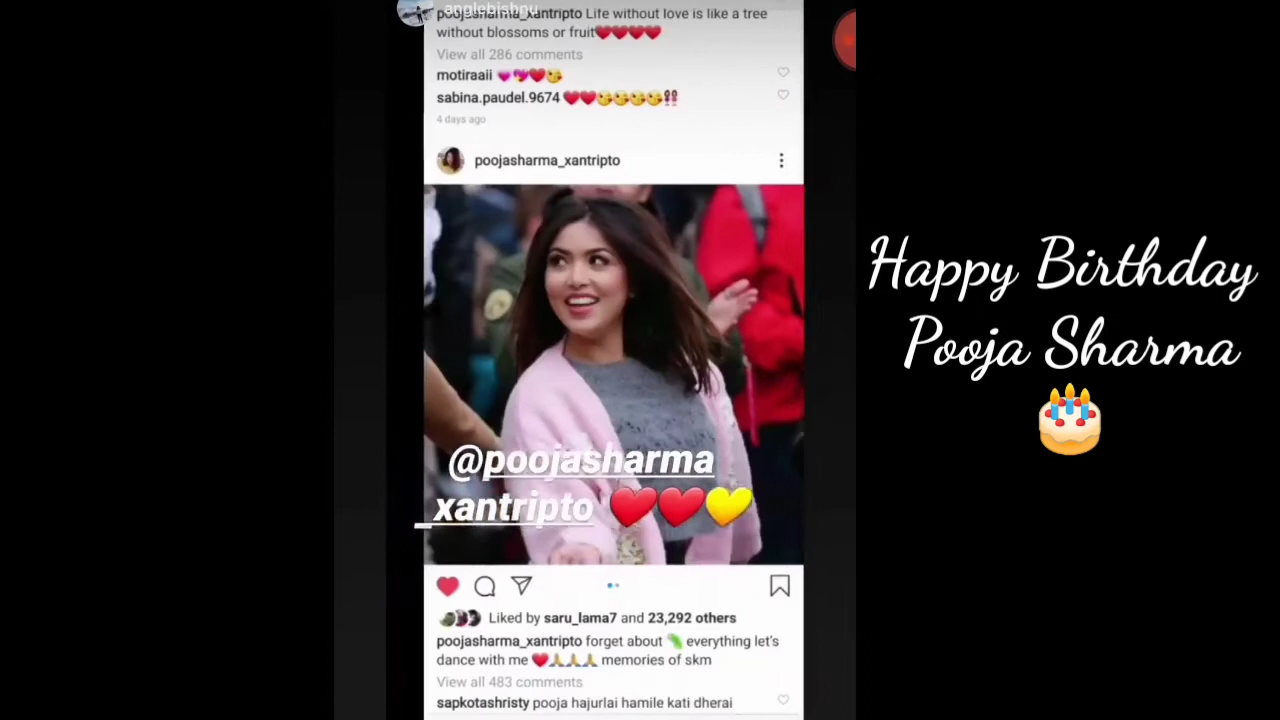 anglebishnu
poojasharma_xantripto Life without love is like a tree
without blossoms or fruit❤️❤️❤️❤️
View all 286 comments
motiraaii 💗💖❤️😘
sabina.paudel.9674 ❤️❤️😘😘😘😘👭
4 days ago
poojasharma_xantripto
@poojasharma
_xantripto ❤️❤️💛
Liked by saru_lama7 and 23,292 others
poojasharma_xantripto forget about 🍃 everything let's
dance with me ❤️🙏🙏🙏 memories of skm
View all 483 comments
sapkotashristy pooja hajurlai hamile kati dherai
Happy Birthday
Pooja Sharma
🎂